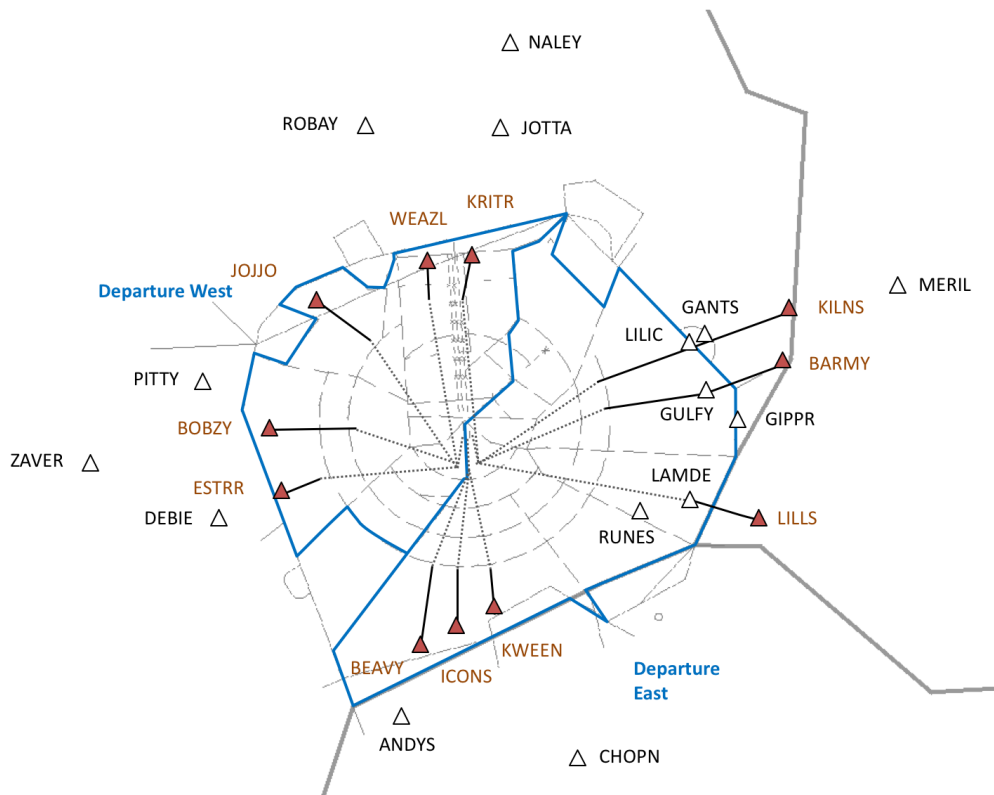 NALEY
ROBAY
JOTTA
KRITR
WEAZL
JOJJO
Departure West
MERIL
GANTS
KILNS
LILIC
BARMY
PITTY
GULFY
GIPPR
BOBZY
ZAVER
LAMDE
ESTRR
DEBIE
LILLS
RUNES
KWEEN
BEAVY
ICONS
Departure
East
ANDYS
CHOPN